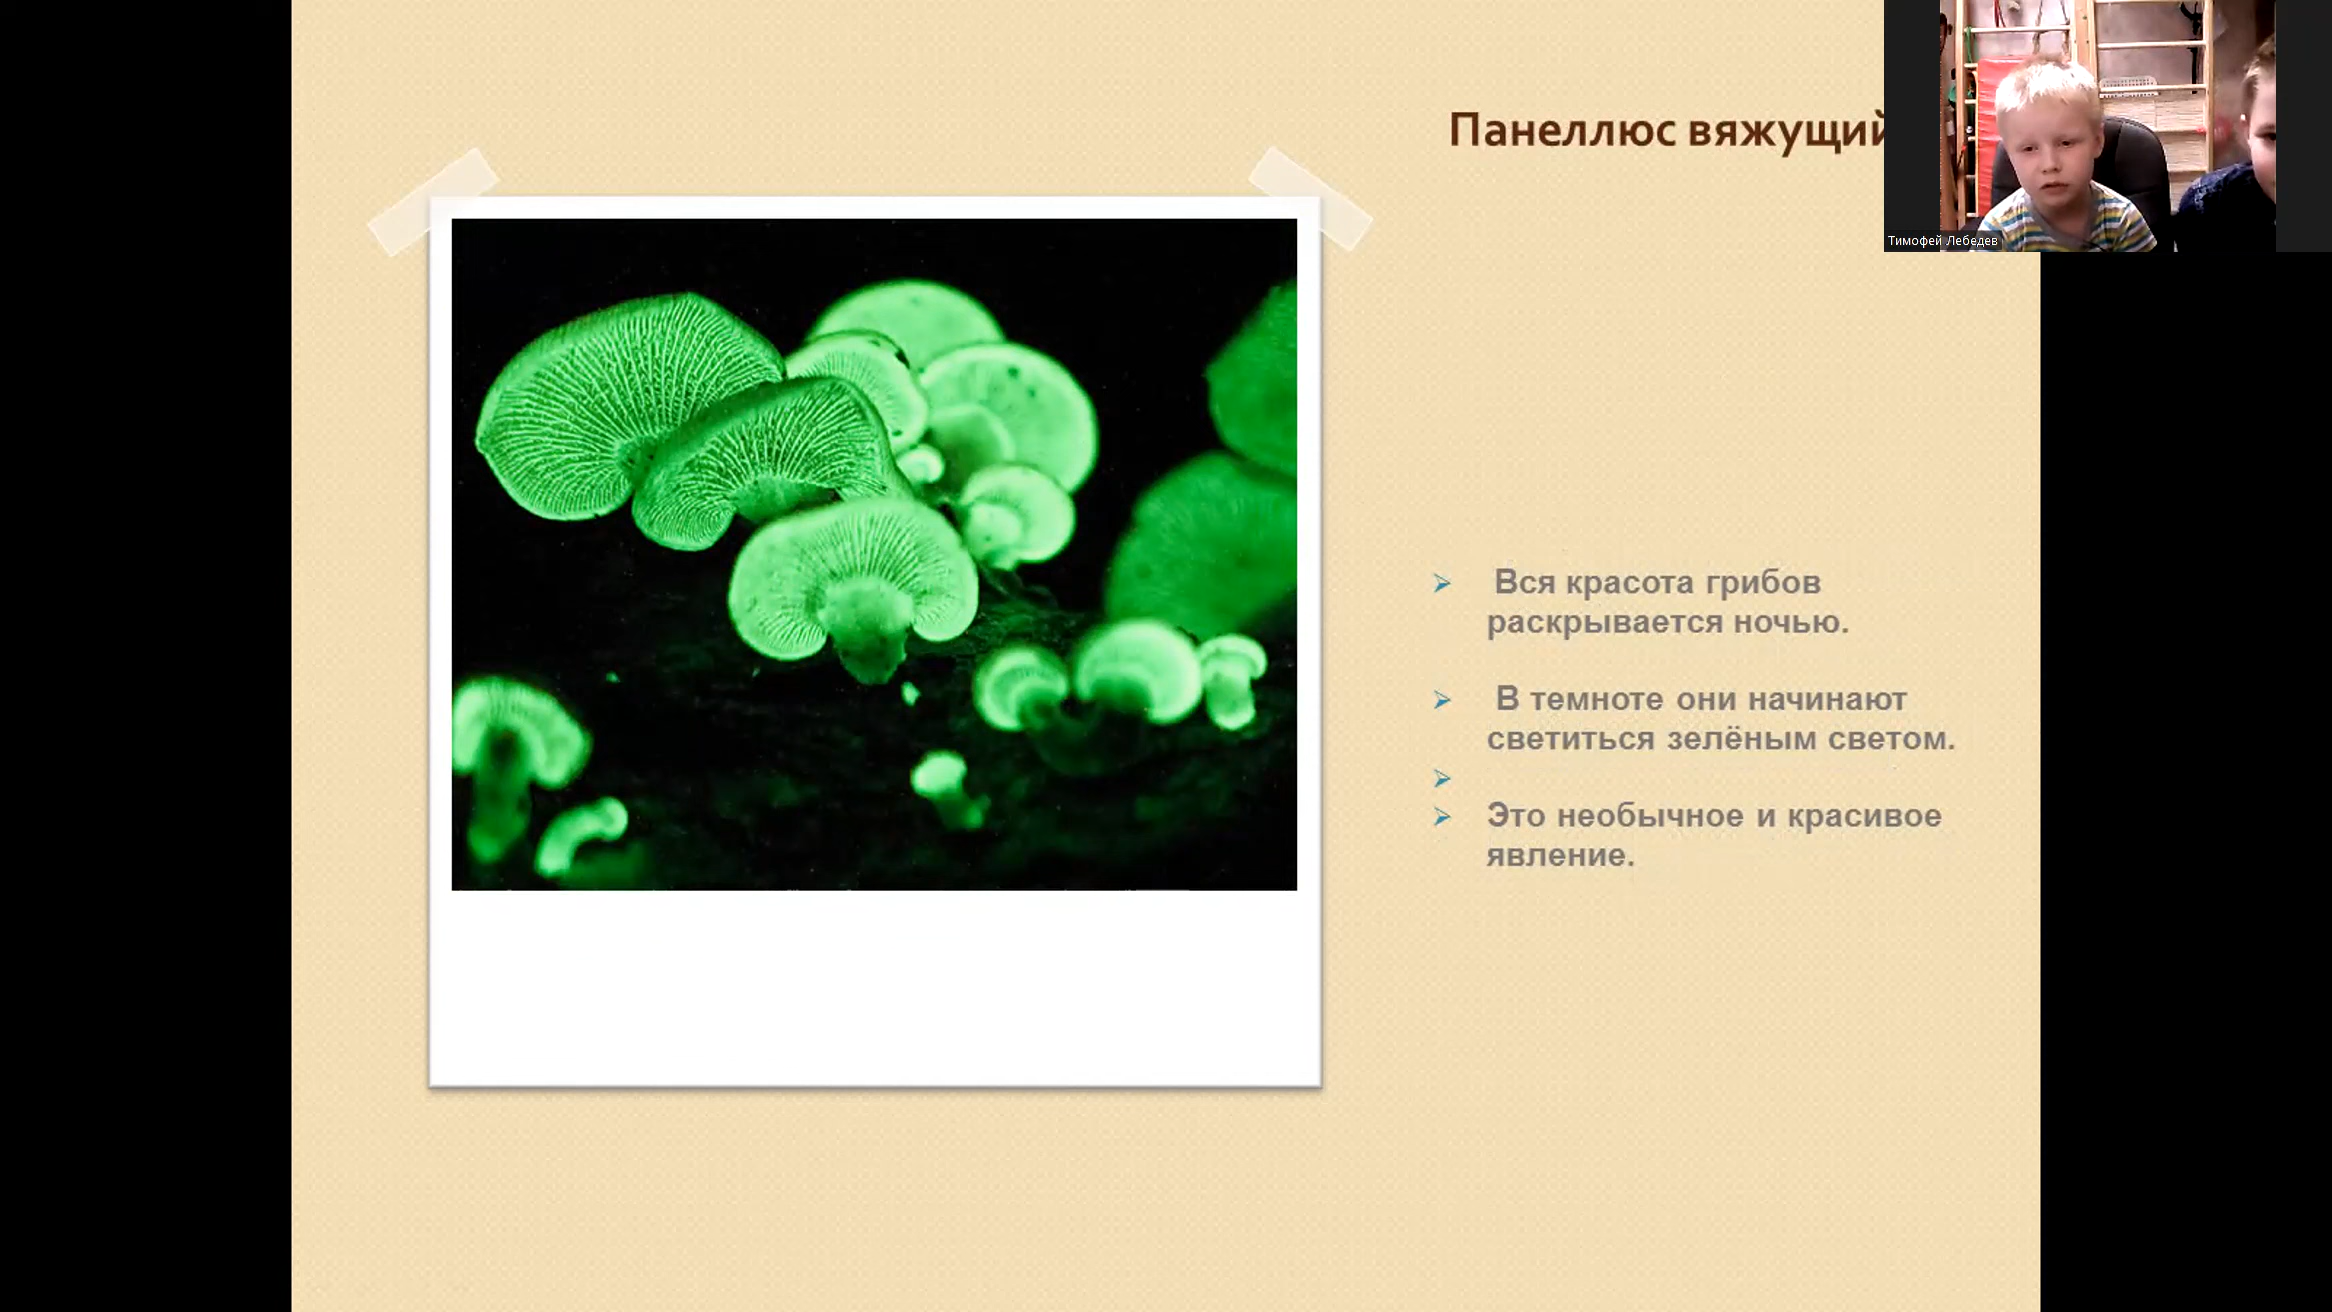 Панеллюс вяжущий
Тимофей Лебедев
Вся красота грибов
раскрывается ночью.
В темноте они начинают
светиться зелёным светом.
Это необычное и красивое
явление.